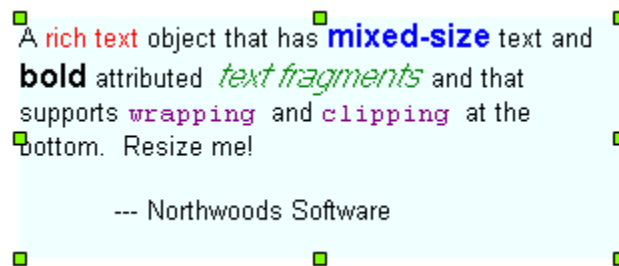 A rich text object that has mixed-size text and
bold attributed text fragments and that
supports wrapping and clipping at the
bottom. Resize me!
--- Northwoods Software